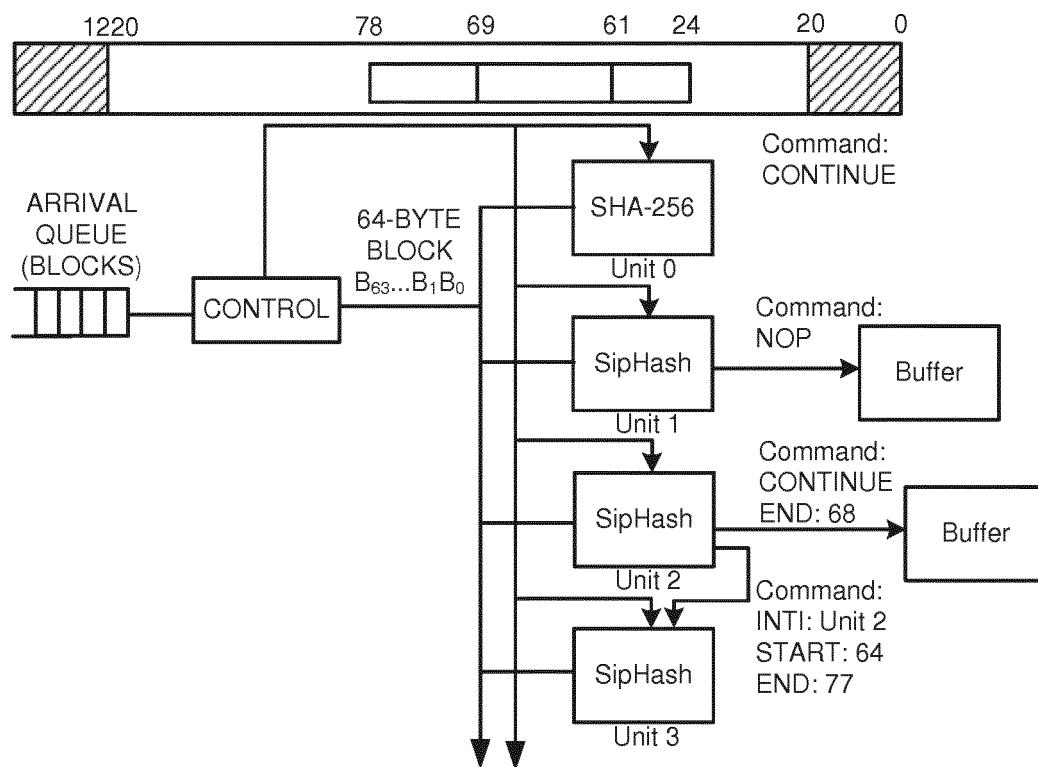 1220 78 69 61 24 20 0
Command:
CONTINUE
ARRIVAL
QUEUE
(BLOCKS)
64-BYTE
BLOCK
B63...B1B0
CONTROL
SHA-256
Unit 0
Command:
NOP
SipHash
Unit 1
Buffer
Command:
CONTINUE
END: 68
SipHash
Unit 2
Buffer
Command:
INTI: Unit 2
START: 64
END: 77
SipHash
Unit 3